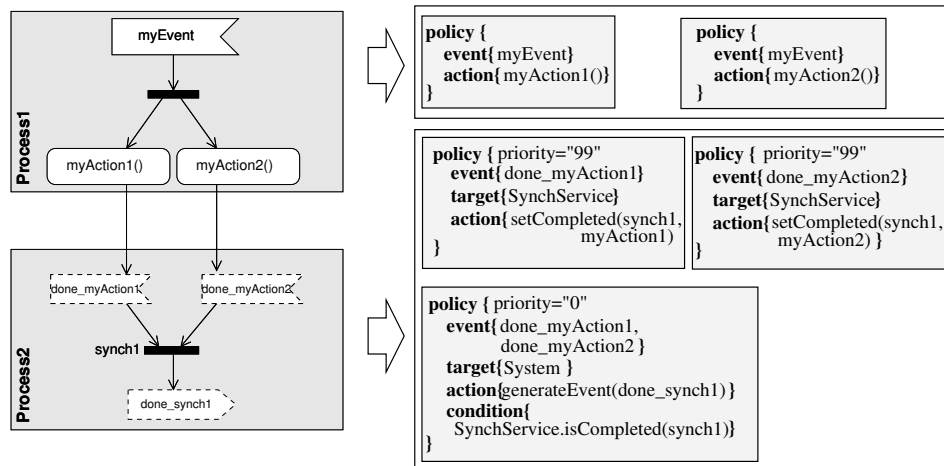 myEvent
Process1
myAction1()
myAction2()
done_myAction1
done_myAction2
Process2
synch1
done_synch1
policy {
event{ myEvent}
action{ myAction1()}
}
policy {
event{ myEvent}
action{ myAction2()}
}
policy { priority="99"
event{ done_myAction1}
target{SynchService}
action{ setCompleted(synch1,
myAction1)
}
policy { priority="99"
event{ done_myAction2}
target{SynchService}
action{ setCompleted(synch1,
myAction2) }
}
policy { priority="0"
event{ done_myAction1,
done_myAction2 }
target{System }
action{generateEvent(done_synch1) }
condition{
SynchService.isCompleted(synch1)}
}